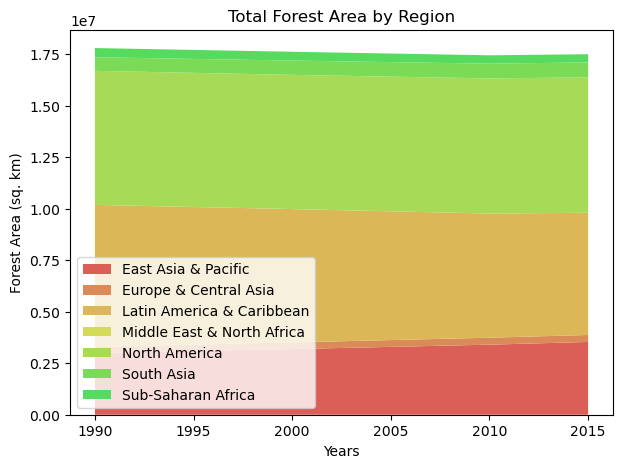 Total Forest Area by Region
1e7
1.75
1.50
1.25
1.00
0.75
0.50
0.25
0.00
Forest Area (sq. km)
East Asia & Pacific
Europe & Central Asia
Latin America & Caribbean
Middle East & North Africa
North America
South Asia
Sub-Saharan Africa
1990 1995 2000 2005 2010 2015
Years